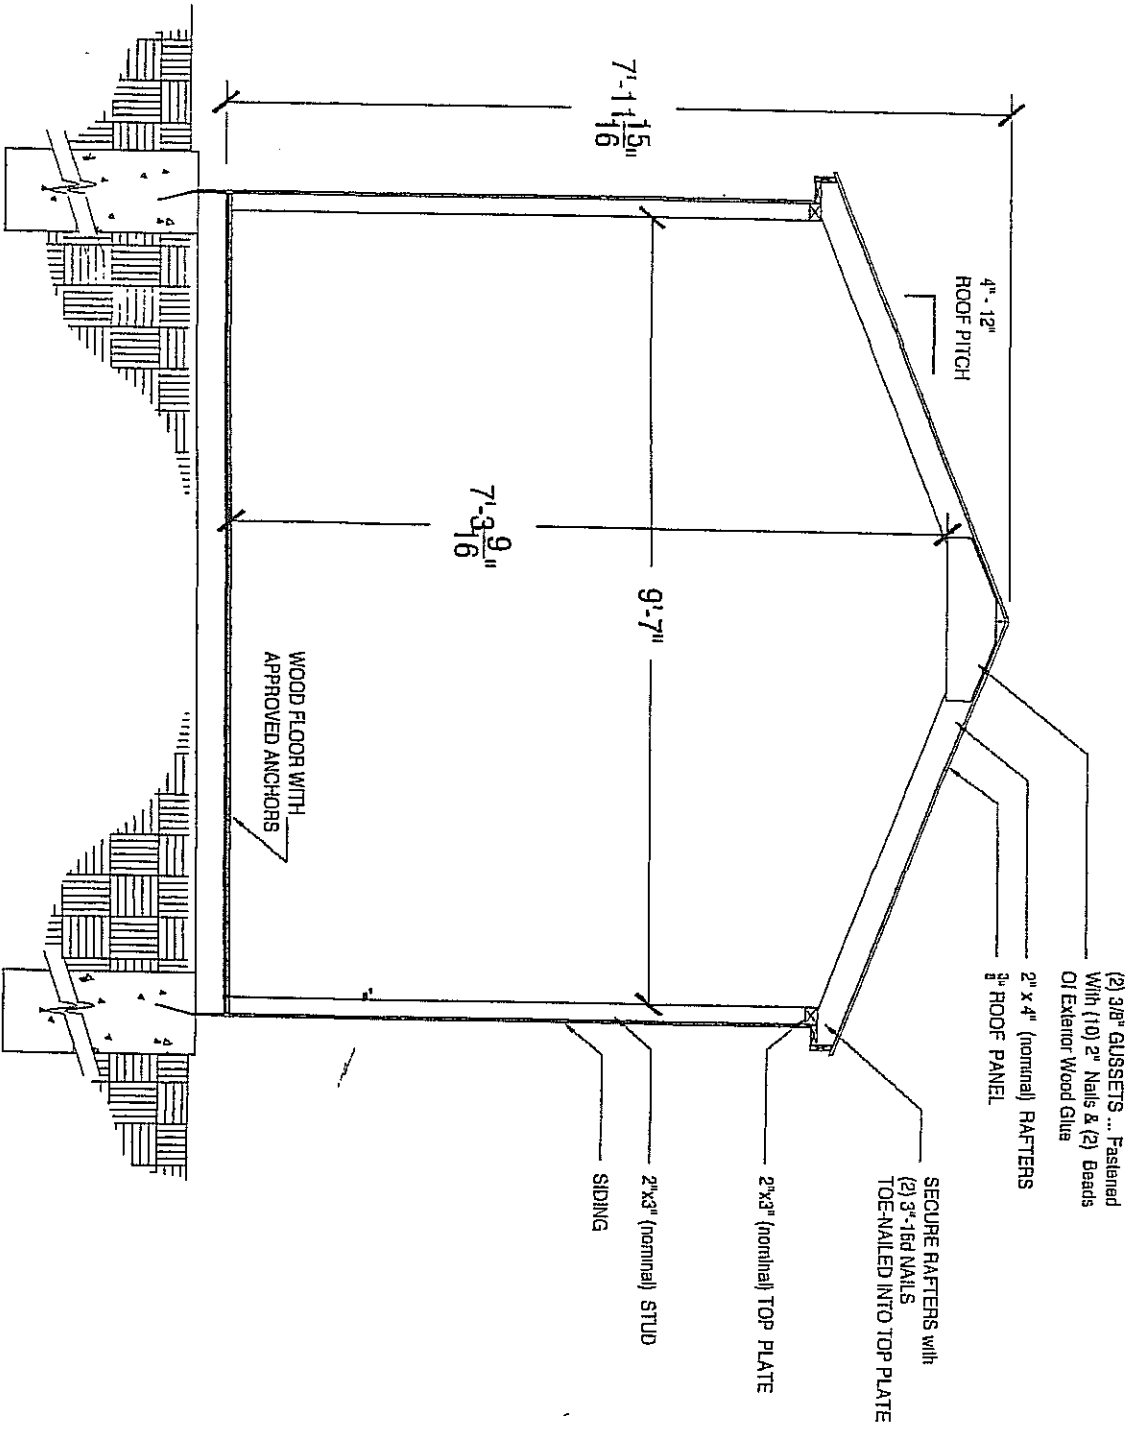 (2) 3/8" GUSSETS ... Fastened
With (10) 2" Nails & (2) Beads
Of Exterior Wood Glue
2" x 4" (nominal) RAFTERS
3/8" ROOF PANEL
SECURE RAFTERS with
(2) 3"-16d NAILS
TOE-NAILED INTO TOP PLATE
2"x3" (nominal) TOP PLATE
2"x3" (nominal) STUD
SIDING
4" - 12"
ROOF PITCH
7'-11 15/16"
9'-7"
7'-3 9/16"
WOOD FLOOR WITH
APPROVED ANCHORS